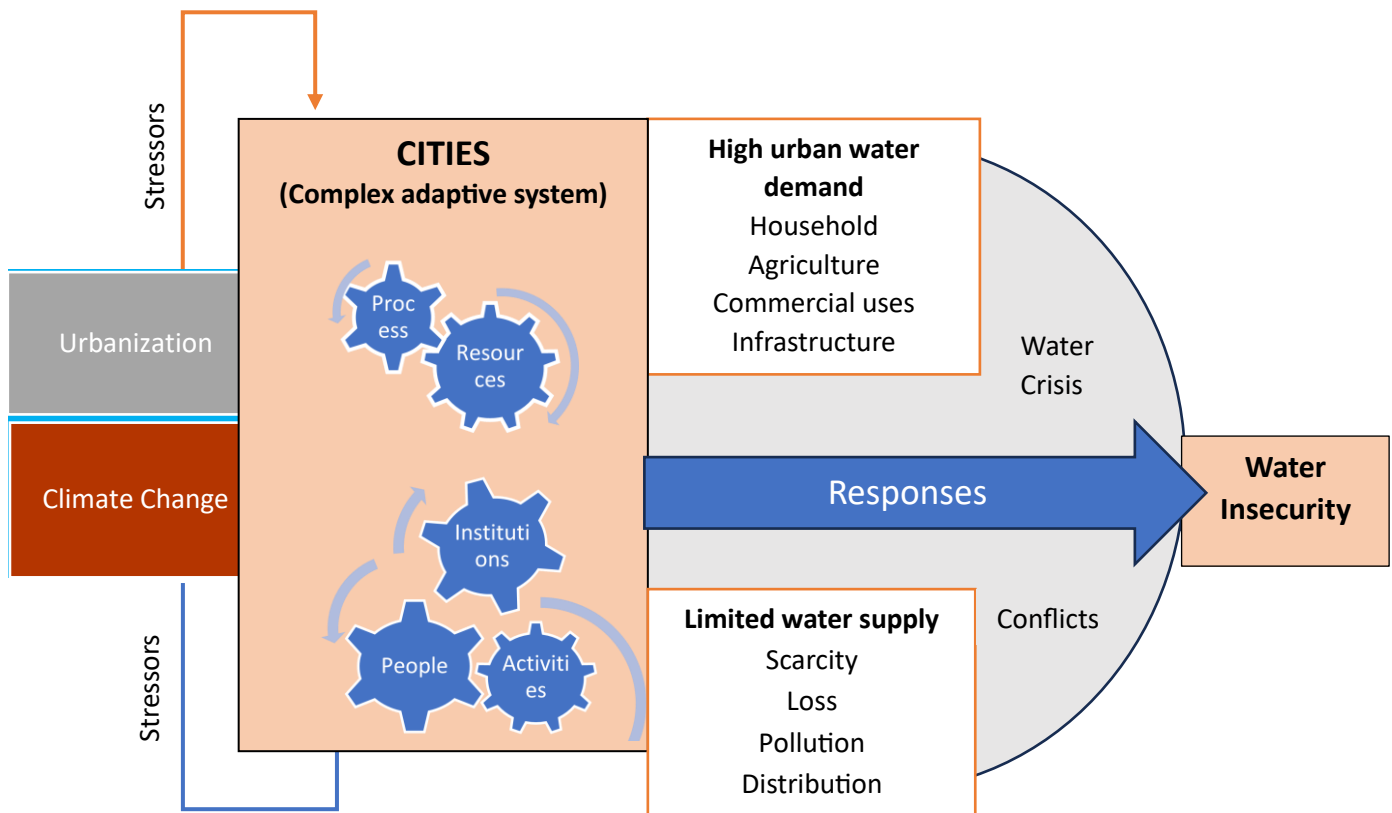 Stressors
Urbanization
Climate Change
Stressors
CITIES
(Complex adaptive system)
Proc
ess
Resour
ces
Instituti
ons
People
Activiti
es
High urban water
demand
Household
Agriculture
Commercial uses
Infrastructure
Water
Crisis
Responses
Water
Insecurity
Limited water supply
Scarcity
Loss
Pollution
Distribution
Conflicts